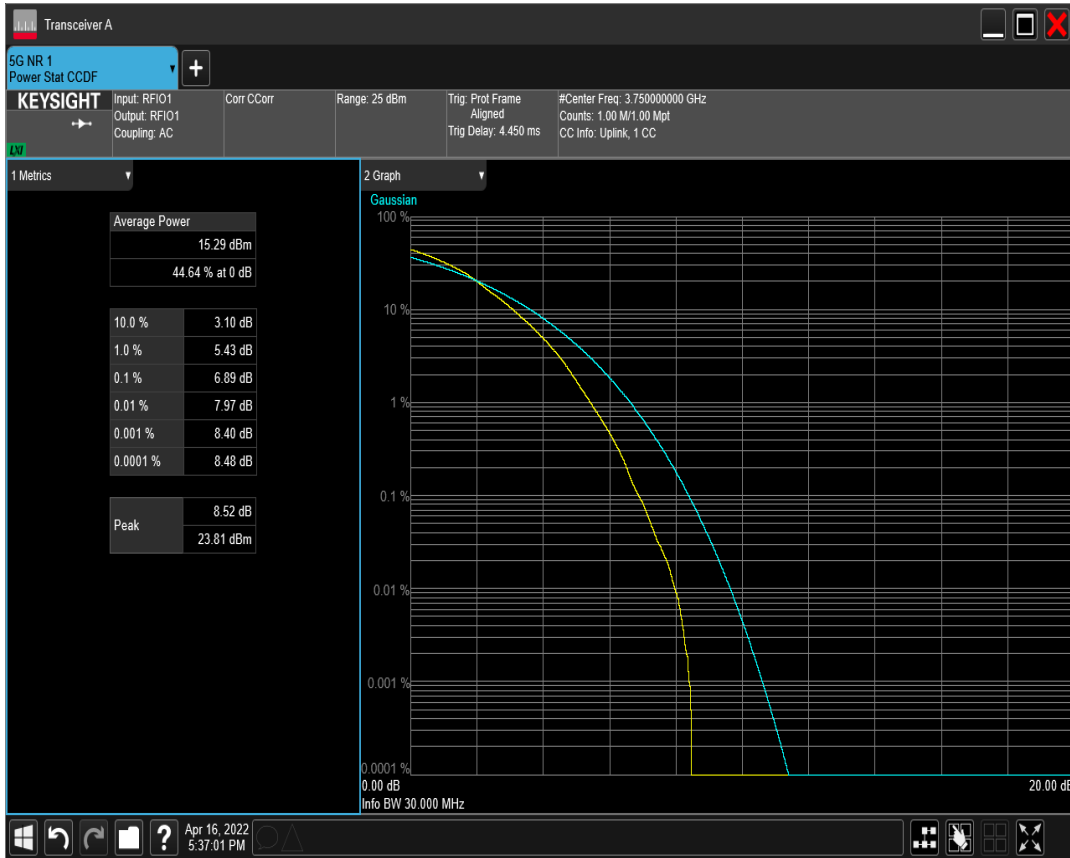 Transceiver A
5G NR 1
Power Stat CCDF
+
KEYSIGHT
LXI
Input: RFIO1
Output: RFIO1
Coupling: AC
Corr CCorr
Range: 25 dBm
Trig: Prot Frame
Aligned
Trig Delay: 4.450 ms
#Center Freq: 3.750000000 GHz
Counts: 1.00 M/1.00 Mpt
CC Info: Uplink, 1 CC
1 Metrics
Average Power
15.29 dBm
44.64 % at 0 dB
10.0 % 3.10 dB
1.0 % 5.43 dB
0.1 % 6.89 dB
0.01 % 7.97 dB
0.001 % 8.40 dB
0.0001 % 8.48 dB
Peak
8.52 dB
23.81 dBm
2 Graph
Gaussian
100 %
10 %
1 %
0.1 %
0.01 %
0.001 %
0.0001 %
0.00 dB 20.00 dB
Info BW 30.000 MHz
? Apr 16, 2022
5:37:01 PM